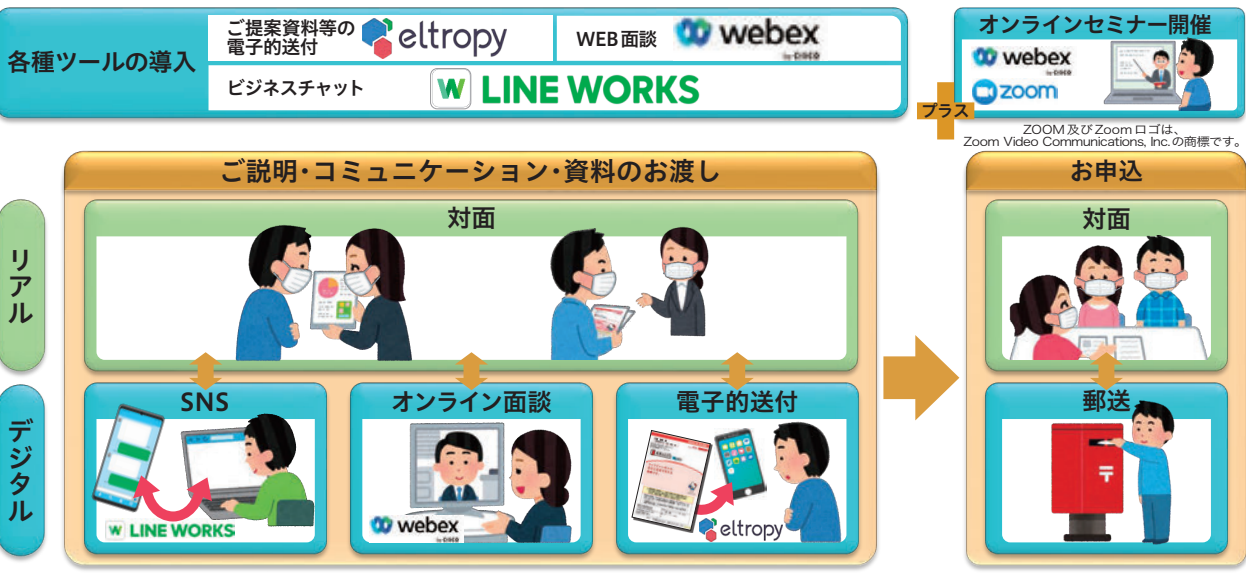 各種ツールの導入
ご提案資料等の
電子的送付
eltropy
WEB面談
webex
by CISCO
ビジネスチャット
W LINE WORKS
プラス
オンラインセミナー開催
webex
by CISCO
zoom
ZOOM及びZoomロゴは、
Zoom Video Communications, Inc.の商標です。
ご説明・コミュニケーション・資料のお渡し
リアル
対面
デジタル
SNS
W LINE WORKS
オンライン面談
webex
by CISCO
電子的送付
eltropy
お申込
対面
郵送
〒